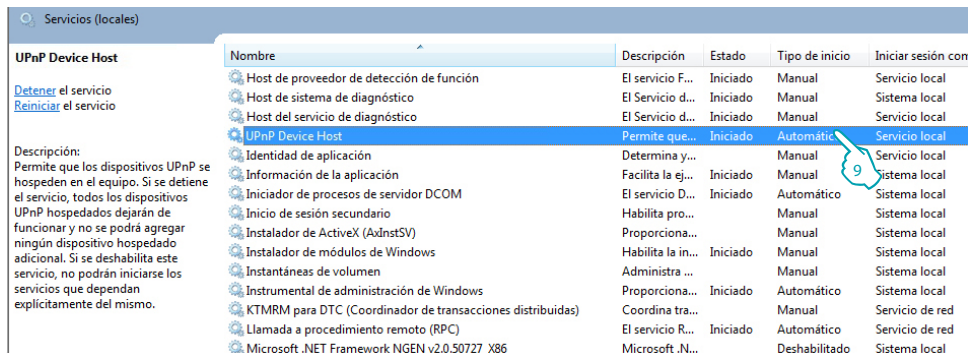 Servicios (locales)
UPnP Device Host
Detener el servicio
Reiniciar el servicio
Descripción:
Permite que los dispositivos UPnP se
hospeden en el equipo. Si se detiene
el servicio, todos los dispositivos
UPnP hospedados dejarán de
funcionar y no se podrá agregar
ningún dispositivo hospedado
adicional. Si se deshabilita este
servicio, no podrán iniciarse los
servicios que dependan
explícitamente del mismo.
Nombre Descripción Estado Tipo de inicio Iniciar sesión com
Host de proveedor de detección de función El servicio F... Iniciado Manual Servicio local
Host de sistema de diagnóstico El Servicio d... Iniciado Manual Sistema local
Host del servicio de diagnóstico El Servicio d... Iniciado Manual Servicio local
UPnP Device Host Permite que... Iniciado Automátic Servicio local
Identidad de aplicación Determina y... Manual Servicio local
Información de la aplicación Facilita la ej... Iniciado Manual Sistema local
9
Iniciador de procesos de servidor DCOM El servicio D... Iniciado Automático Sistema local
Inicio de sesión secundario Habilita pro... Manual Sistema local
Instalador de ActiveX (AxInstSV) Proporciona... Manual Sistema local
Instalador de módulos de Windows Habilita la in... Iniciado Manual Sistema local
Instantáneas de volumen Administra ... Manual Sistema local
Instrumental de administración de Windows Proporciona... Iniciado Automático Sistema local
KTMRM para DTC (Coordinador de transacciones distribuidas) Coordina tra... Manual Servicio de red
Llamada a procedimiento remoto (RPC) El servicio R... Iniciado Automático Servicio de red
Microsoft .NET Framework NGEN v2.0.50727_X86 Microsoft .N... Deshabilitado Sistema local